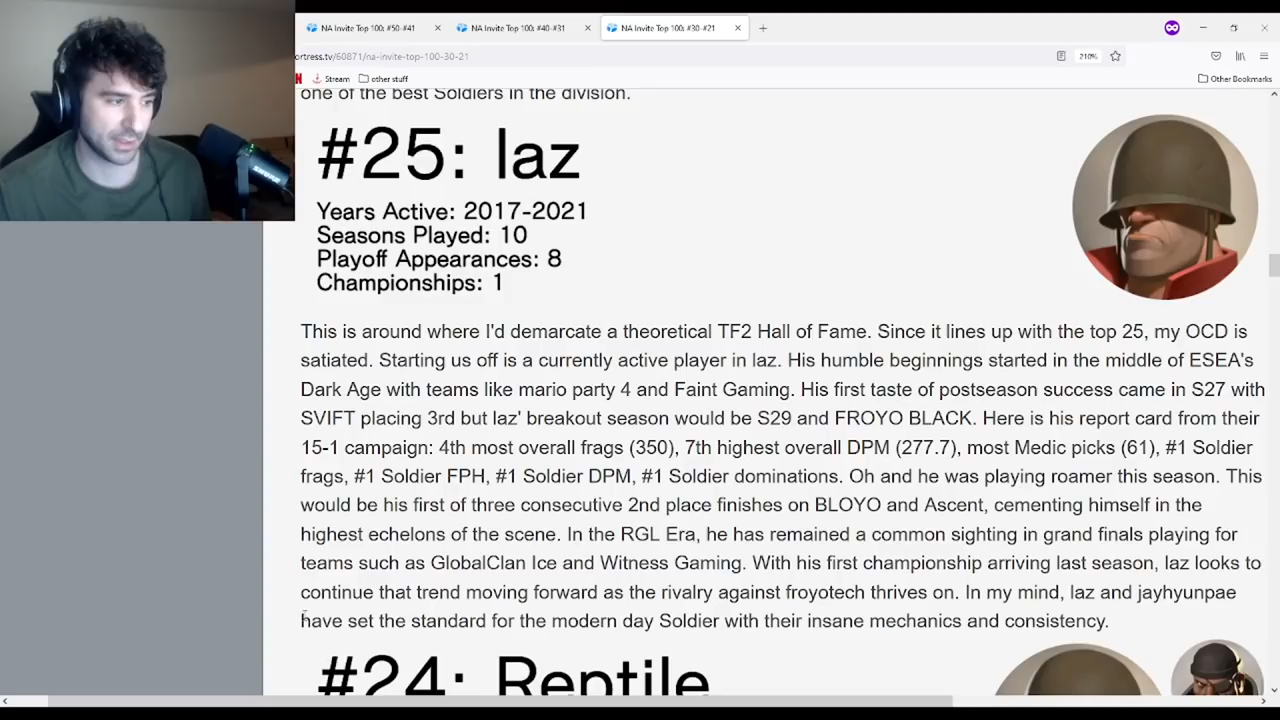 NA Invite Top 100: #50-#41
NA Invite Top 100: #40-#31
NA Invite Top 100: #30-#21
ortress.tv/60871/na-invite-top-100-30-21
210%
Stream
other stuff
Other Bookmarks
one of the best Soldiers in the division.
#25: laz
Years Active: 2017-2021
Seasons Played: 10
Playoff Appearances: 8
Championships: 1
This is around where I'd demarcate a theoretical TF2 Hall of Fame. Since it lines up with the top 25, my OCD is
satiated. Starting us off is a currently active player in laz. His humble beginnings started in the middle of ESEA's
Dark Age with teams like mario party 4 and Faint Gaming. His first taste of postseason success came in S27 with
SVIFT placing 3rd but laz' breakout season would be S29 and FROYO BLACK. Here is his report card from their
15-1 campaign: 4th most overall frags (350), 7th highest overall DPM (277.7), most Medic picks (61), #1 Soldier
frags, #1 Soldier FPH, #1 Soldier DPM, #1 Soldier dominations. Oh and he was playing roamer this season. This
would be his first of three consecutive 2nd place finishes on BLOYO and Ascent, cementing himself in the
highest echelons of the scene. In the RGL Era, he has remained a common sighting in grand finals playing for
teams such as GlobalClan Ice and Witness Gaming. With his first championship arriving last season, laz looks to
continue that trend moving forward as the rivalry against froyotech thrives on. In my mind, laz and jayhyunpae
have set the standard for the modern day Soldier with their insane mechanics and consistency.
#24: Reptile
SHURE